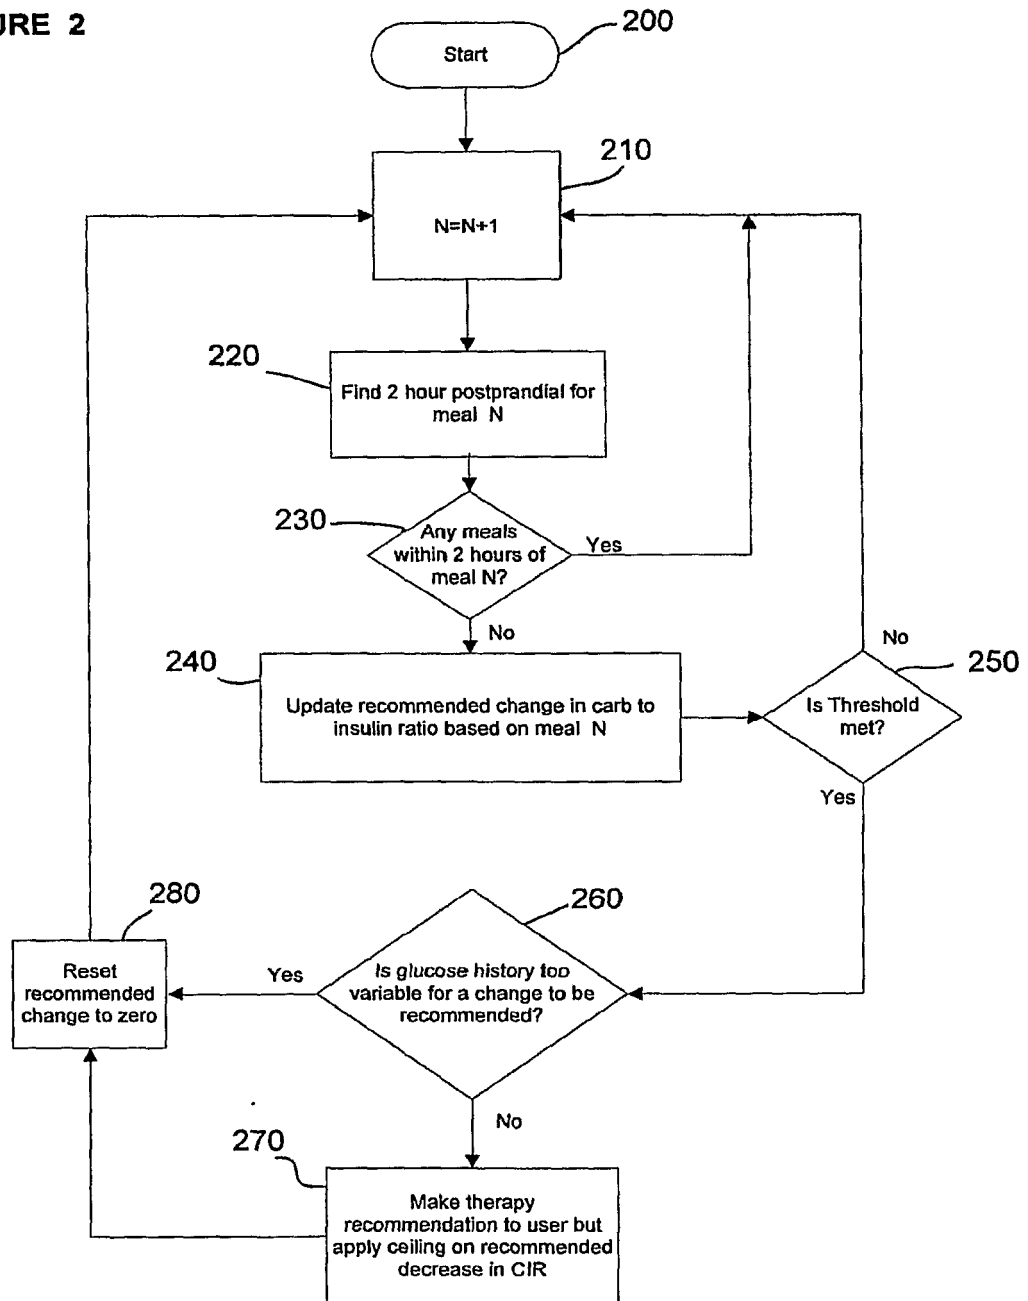 URE 2
Start
200
210
N=N+1
220
Find 2 hour postprandial for
meal N
230
Any meals
within 2 hours of
meal N?
Yes
No
240
Update recommended change in carb to
insulin ratio based on meal N
No
250
Is Threshold
met?
Yes
280
Reset
recommended
change to zero
Yes
260
Is glucose history too
variable for a change to be
recommended?
No
270
Make therapy
recommendation to user but
apply ceiling on recommended
decrease in CIR